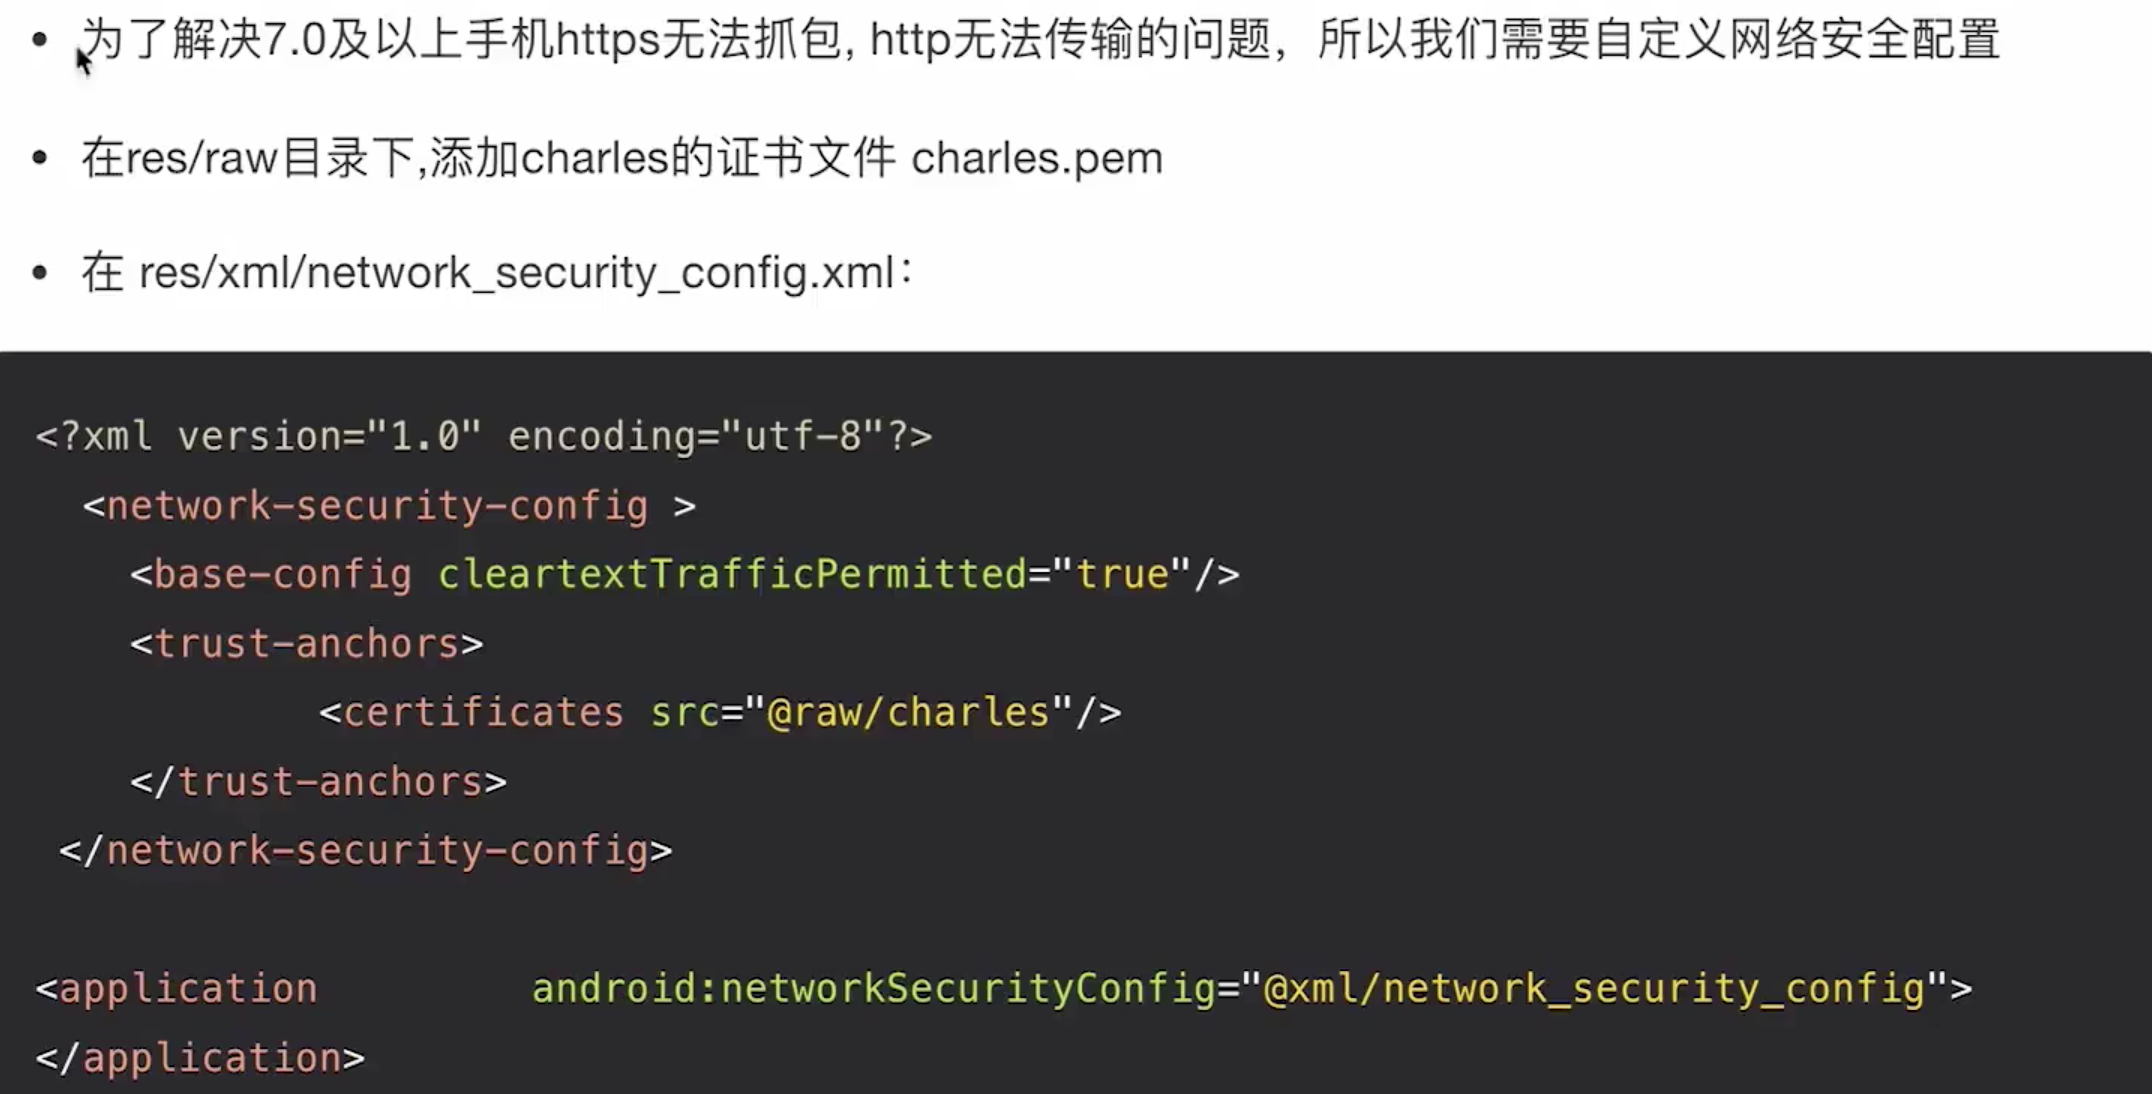 • 为了解决7.0及以上手机https无法抓包, http无法传输的问题，所以我们需要自定义网络安全配置
• 在res/raw目录下,添加charles的证书文件 charles.pem
• 在 res/xml/network_security_config.xml：
<?xml version="1.0" encoding="utf-8"?>
  <network-security-config >
    <base-config cleartextTrafficPermitted="true"/>
    <trust-anchors>
            <certificates src="@raw/charles"/>
    </trust-anchors>
 </network-security-config>
<application         android:networkSecurityConfig="@xml/network_security_config">
</application>